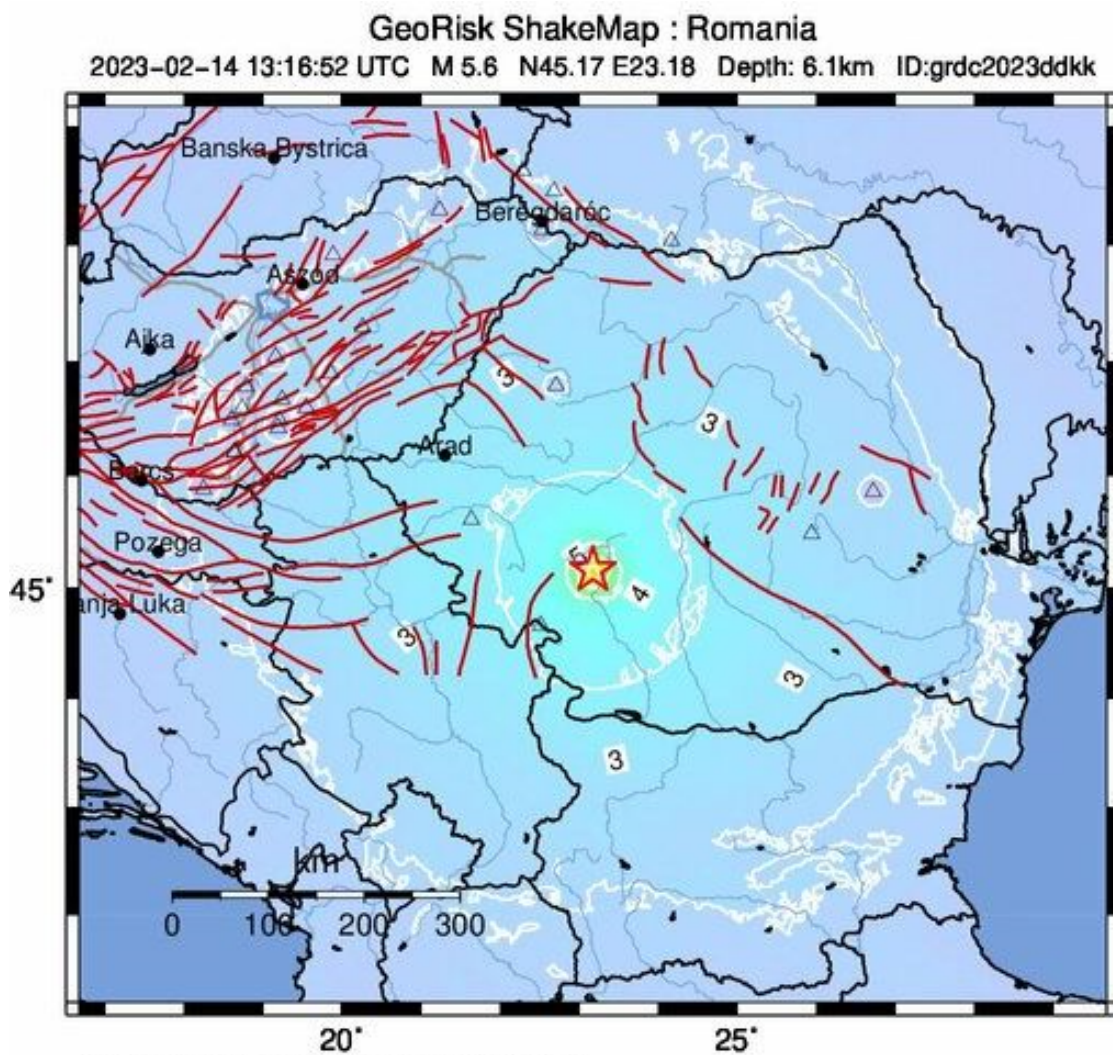 GeoRisk ShakeMap : Romania
2023-02-14 13:16:52 UTC M 5.6 N45.17 E23.18 Depth: 6.1km ID:grdc2023ddkk
Banska Bystrica
Beregdaróc
Aszod
Ajka
3
3
Arad
Barcs
Pozega
5
45°
4
anja Luka
3
3
3
km
0 100 200 300
20° 25°